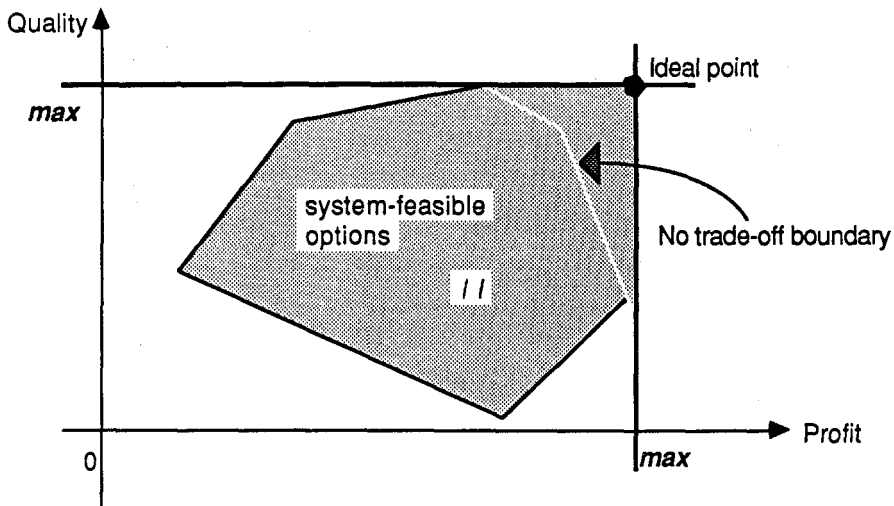 Quality
Ideal point
max
system-feasible
options
No trade-off boundary
I I
Profit
0
max